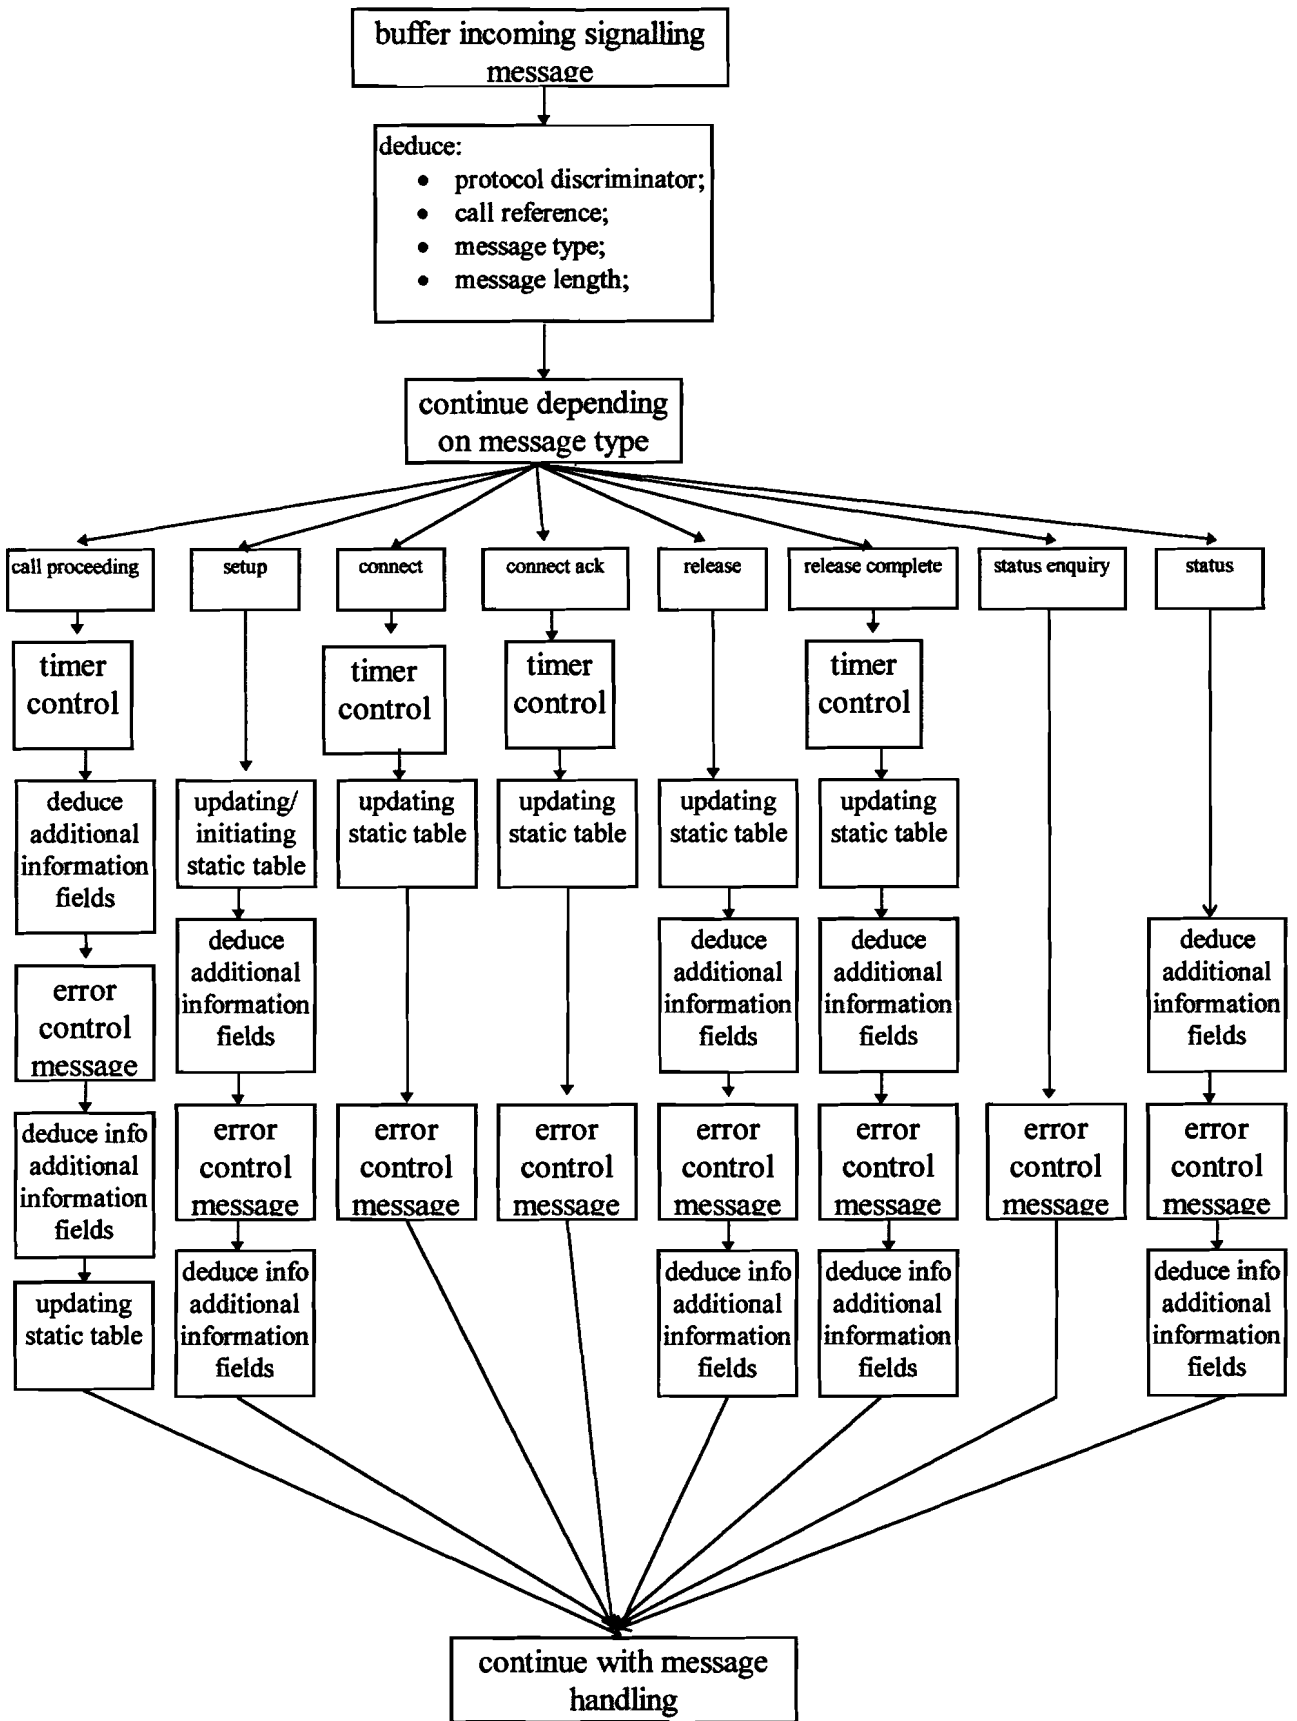 buffer incoming signalling
message
deduce:
• protocol discriminator;
• call reference;
• message type;
• message length;
continue depending
on message type
call proceeding
setup
connect
connect ack
release
release complete
status enquiry
status
timer
control
timer
control
timer
control
timer
control
deduce
additional
information
fields
updating/
initiating
static table
updating
static table
updating
static table
updating
static table
updating
static table
deduce
additional
information
fields
deduce
additional
information
fields
deduce
additional
information
fields
deduce
additional
information
fields
error
control
message
deduce info
additional
information
fields
error
control
message
error
control
message
error
control
message
error
control
message
error
control
message
error
control
message
error
control
message
updating
static table
deduce info
additional
information
fields
deduce info
additional
information
fields
deduce info
additional
information
fields
deduce info
additional
information
fields
continue with message
handling